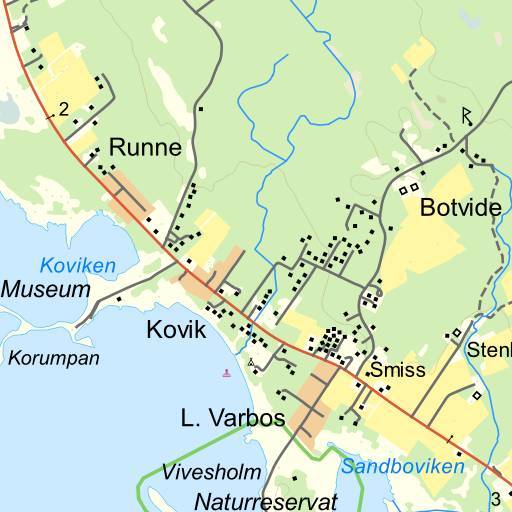 2
Runne
R
Botvide
Koviken
Museum
Kovik
Korumpan
Stenl
Smiss
L. Varbos
Vivesholm
Sandboviken
Naturreservat
3